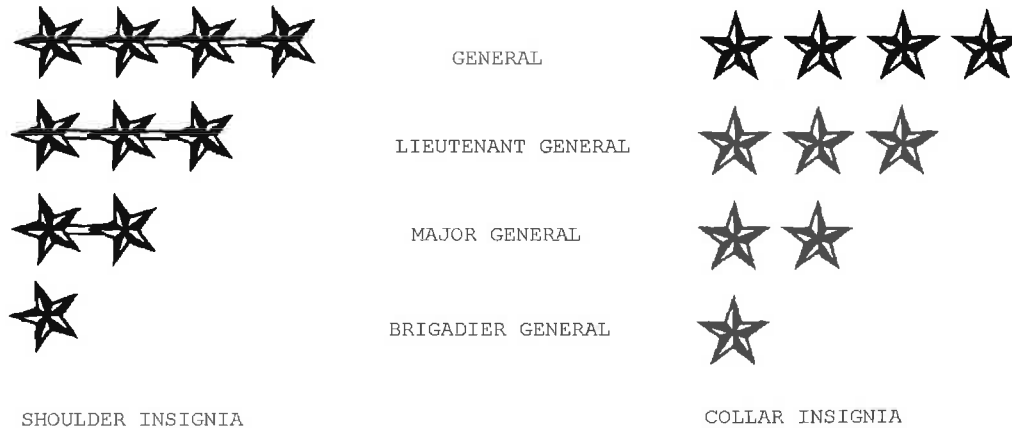 GENERAL
LIEUTENANT GENERAL
MAJOR GENERAL
BRIGADIER GENERAL
SHOULDER INSIGNIA
COLLAR INSIGNIA